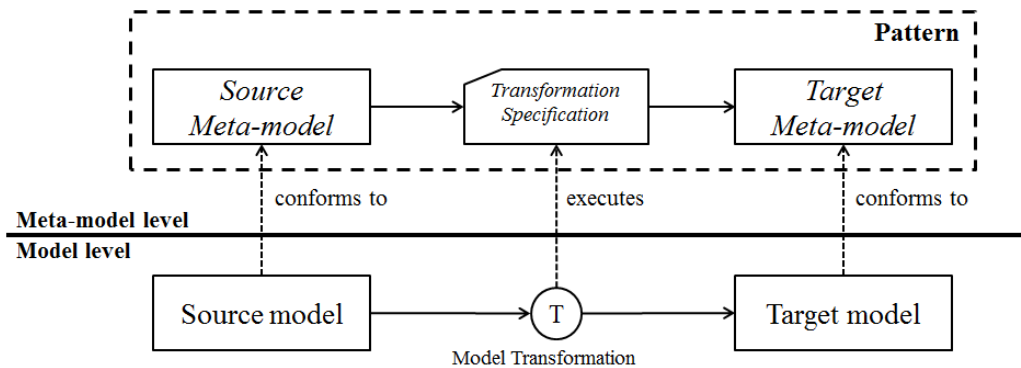 Pattern
Source
Meta-model
Transformation
Specification
Target
Meta-model
conforms to
executes
conforms to
Meta-model level
Model level
Source model
T
Target model
Model Transformation